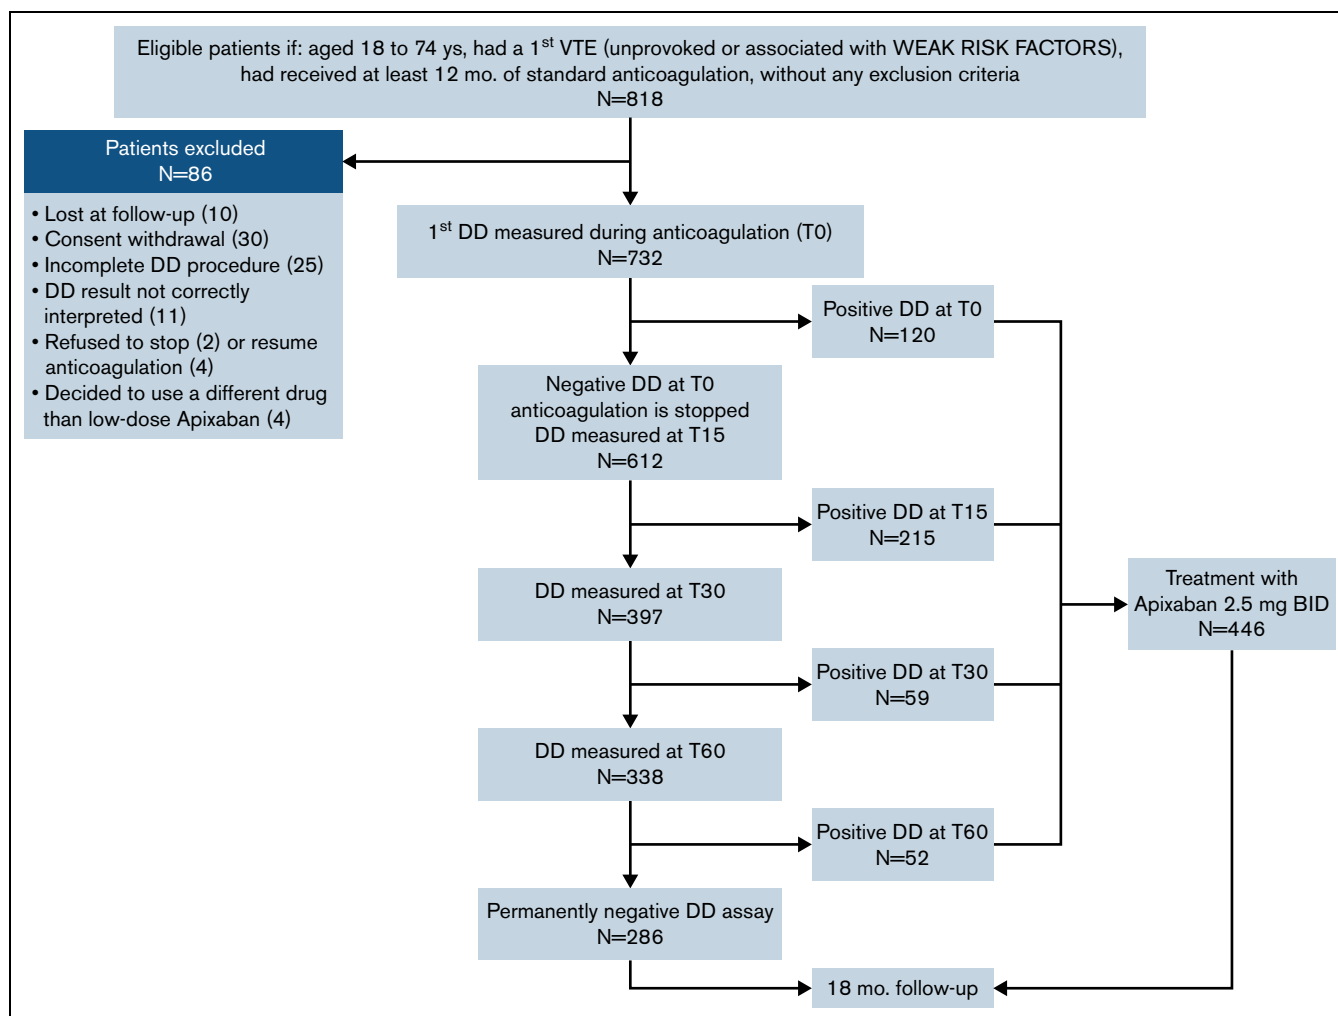 Eligible patients if: aged 18 to 74 ys, had a 1st VTE (unprovoked or associated with WEAK RISK FACTORS),
had received at least 12 mo. of standard anticoagulation, without any exclusion criteria
N=818
Patients excluded
N=86
• Lost at follow-up (10)
• Consent withdrawal (30)
• Incomplete DD procedure (25)
• DD result not correctly
interpreted (11)
• Refused to stop (2) or resume
anticoagulation (4)
• Decided to use a different drug
than low-dose Apixaban (4)
1st DD measured during anticoagulation (T0)
N=732
Positive DD at T0
N=120
Negative DD at T0
anticoagulation is stopped
DD measured at T15
N=612
Positive DD at T15
N=215
DD measured at T30
N=397
Treatment with
Apixaban 2.5 mg BID
N=446
Positive DD at T30
N=59
DD measured at T60
N=338
Positive DD at T60
N=52
Permanently negative DD assay
N=286
18 mo. follow-up